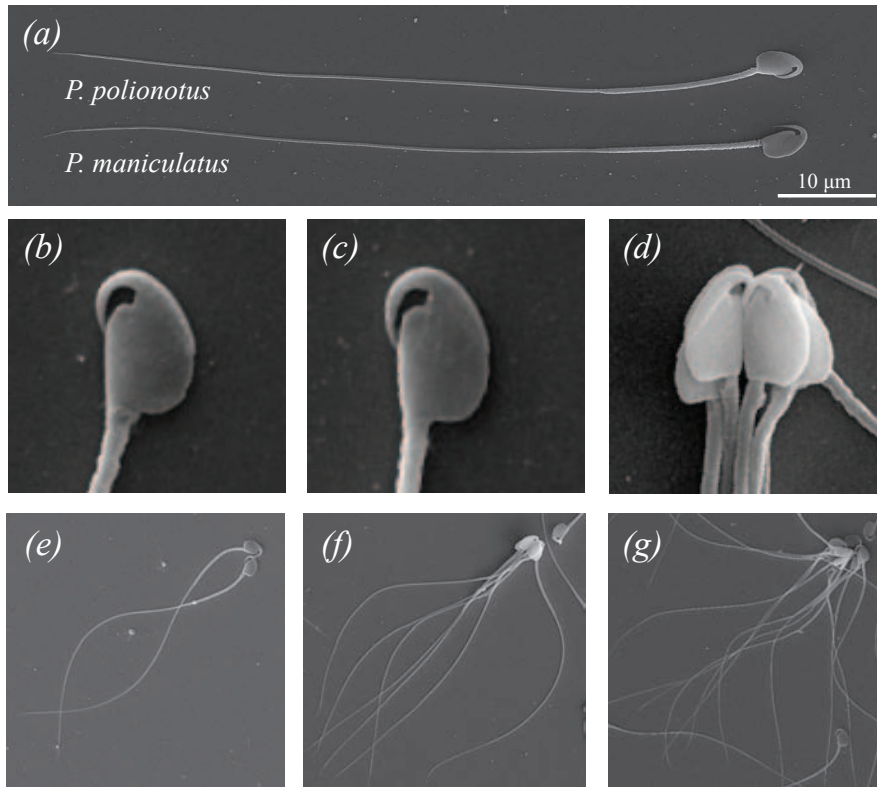 (a)
P. polionotus
P. maniculatus
10 µm
(b) (c) (d)
(e) (f) (g)